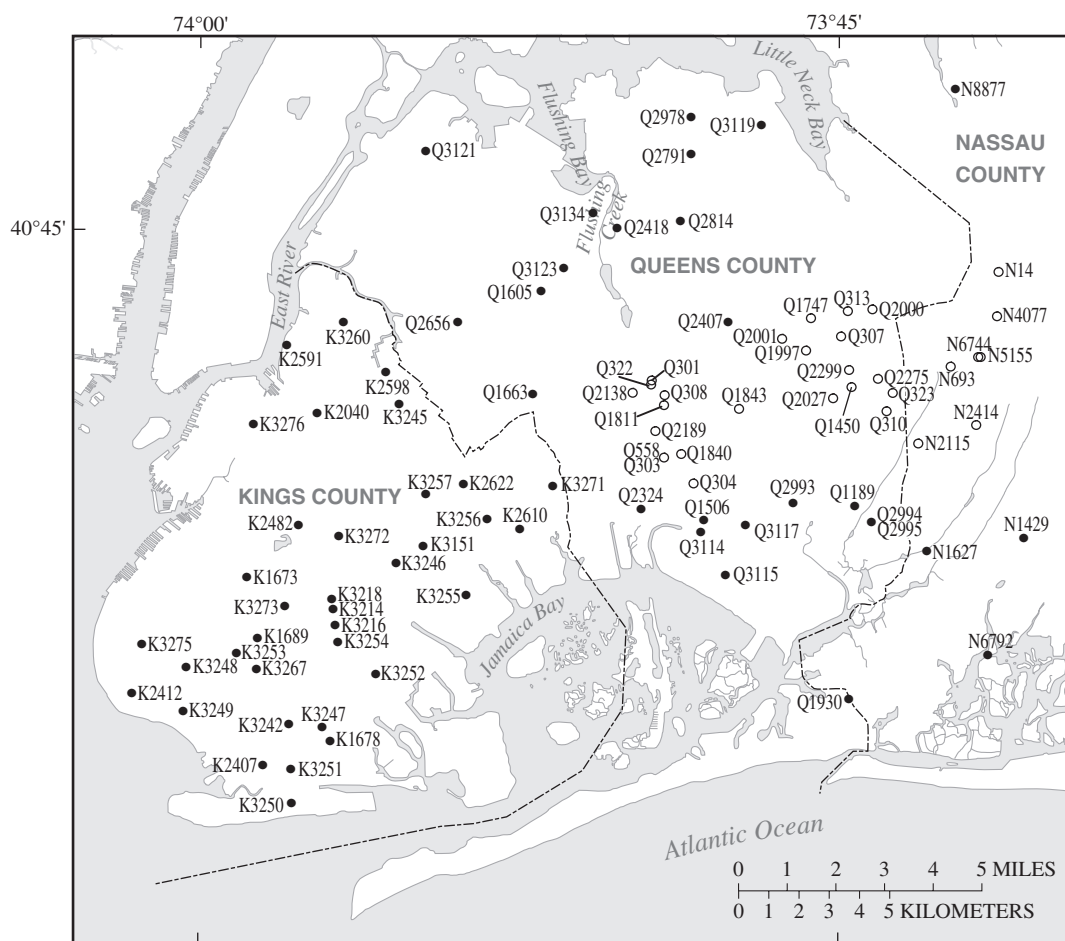 74°00'
73°45'
Little Neck Bay
N8877
Flushing Bay
Q2978
Q3119
NASSAU
COUNTY
Q3121
Q2791
Flushing
Creek
Q3134
Q2418
Q2814
40°45'
East River
Q3123
QUEENS COUNTY
N14
Q1605
Q1747
Q313
Q2000
N4077
K3260
Q2656
Q2407
Q2001
Q307
N6744
N5155
K2591
Q1997
Q322
Q301
Q2299
N693
K2598
Q2138
Q308
Q2275
Q323
Q1663
Q1811
Q1843
Q2027
K2040
K3245
Q1450
Q310
N2414
K3276
Q2189
N2115
Q558
Q303
Q1840
K3257
K2622
K3271
Q304
KINGS COUNTY
Q2324
Q1506
Q2993
Q1189
K2482
K3256
K2610
Q2994
Q2995
K3272
Q3117
N1429
K3151
Q3114
N1627
K3246
K1673
Q3115
K3255
K3218
K3273
K3214
Jamaica Bay
K3216
K1689
K3254
K3275
K3253
N6792
K3248
K3267
K3252
K2412
Q1930
K3249
K3242
K3247
K1678
K2407
K3251
K3250
Atlantic Ocean
0 1 2 3 4 5 MILES
0 1 2 3 4 5 KILOMETERS